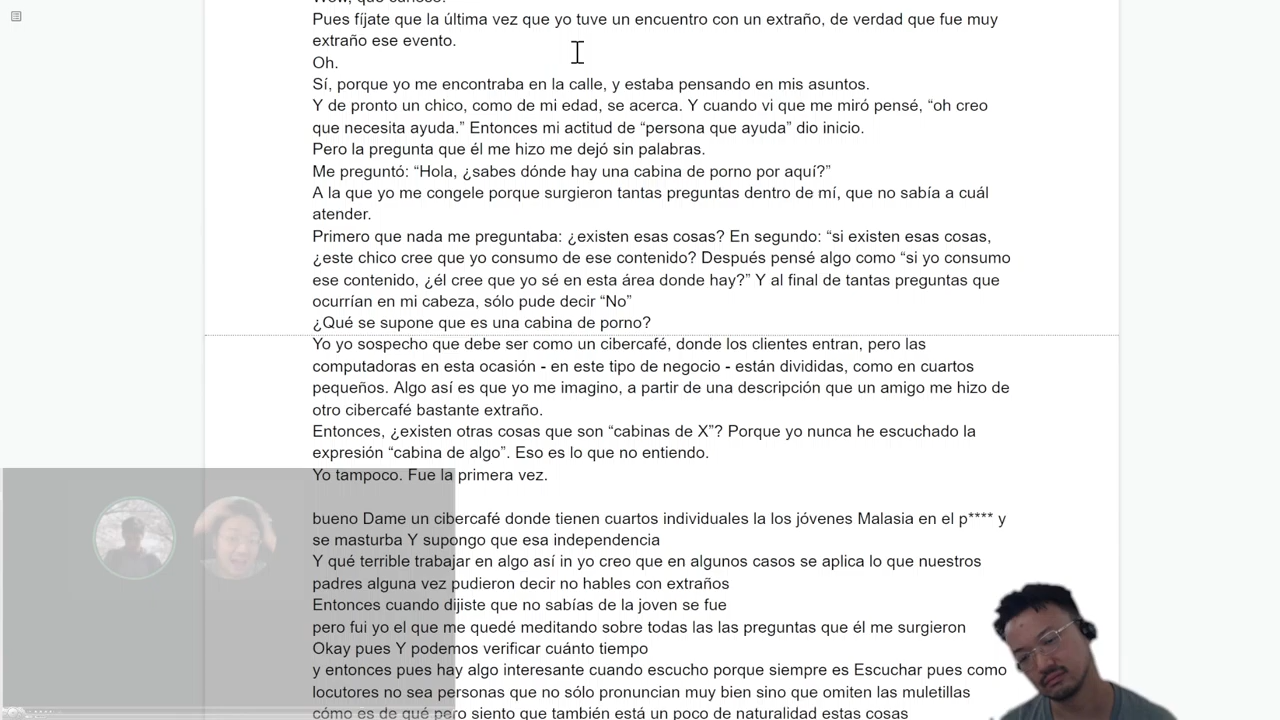 Wow, qué curioso.
Pues fíjate que la última vez que yo tuve un encuentro con un extraño, de verdad que fue muy
extraño ese evento.
Oh.
Sí, porque yo me encontraba en la calle, y estaba pensando en mis asuntos.
Y de pronto un chico, como de mi edad, se acerca. Y cuando vi que me miró pensé, “oh creo
que necesita ayuda.” Entonces mi actitud de “persona que ayuda” dio inicio.
Pero la pregunta que él me hizo me dejó sin palabras.
Me preguntó: “Hola, ¿sabes dónde hay una cabina de porno por aquí?”
A la que yo me congele porque surgieron tantas preguntas dentro de mí, que no sabía a cuál
atender.
Primero que nada me preguntaba: ¿existen esas cosas? En segundo: “si existen esas cosas,
¿este chico cree que yo consumo de ese contenido? Después pensé algo como “si yo consumo
ese contenido, ¿él cree que yo sé en esta área donde hay?” Y al final de tantas preguntas que
ocurrían en mi cabeza, sólo pude decir “No”
¿Qué se supone que es una cabina de porno?
Yo yo sospecho que debe ser como un cibercafé, donde los clientes entran, pero las
computadoras en esta ocasión - en este tipo de negocio - están divididas, como en cuartos
pequeños. Algo así es que yo me imagino, a partir de una descripción que un amigo me hizo de
otro cibercafé bastante extraño.
Entonces, ¿existen otras cosas que son “cabinas de X”? Porque yo nunca he escuchado la
expresión “cabina de algo”. Eso es lo que no entiendo.
Yo tampoco. Fue la primera vez.
bueno Dame un cibercafé donde tienen cuartos individuales la los jóvenes Malasia en el p**** y
se masturba Y supongo que esa independencia
Y qué terrible trabajar en algo así in yo creo que en algunos casos se aplica lo que nuestros
padres alguna vez pudieron decir no hables con extraños
Entonces cuando dijiste que no sabías de la joven se fue
pero fui yo el que me quedé meditando sobre todas las las preguntas que él me surgieron
Okay pues Y podemos verificar cuánto tiempo
y entonces pues hay algo interesante cuando escucho porque siempre es Escuchar pues como
locutores no sea personas que no sólo pronuncian muy bien sino que omiten las muletillas
cómo es de qué pero siento que también está un poco de naturalidad estas cosas